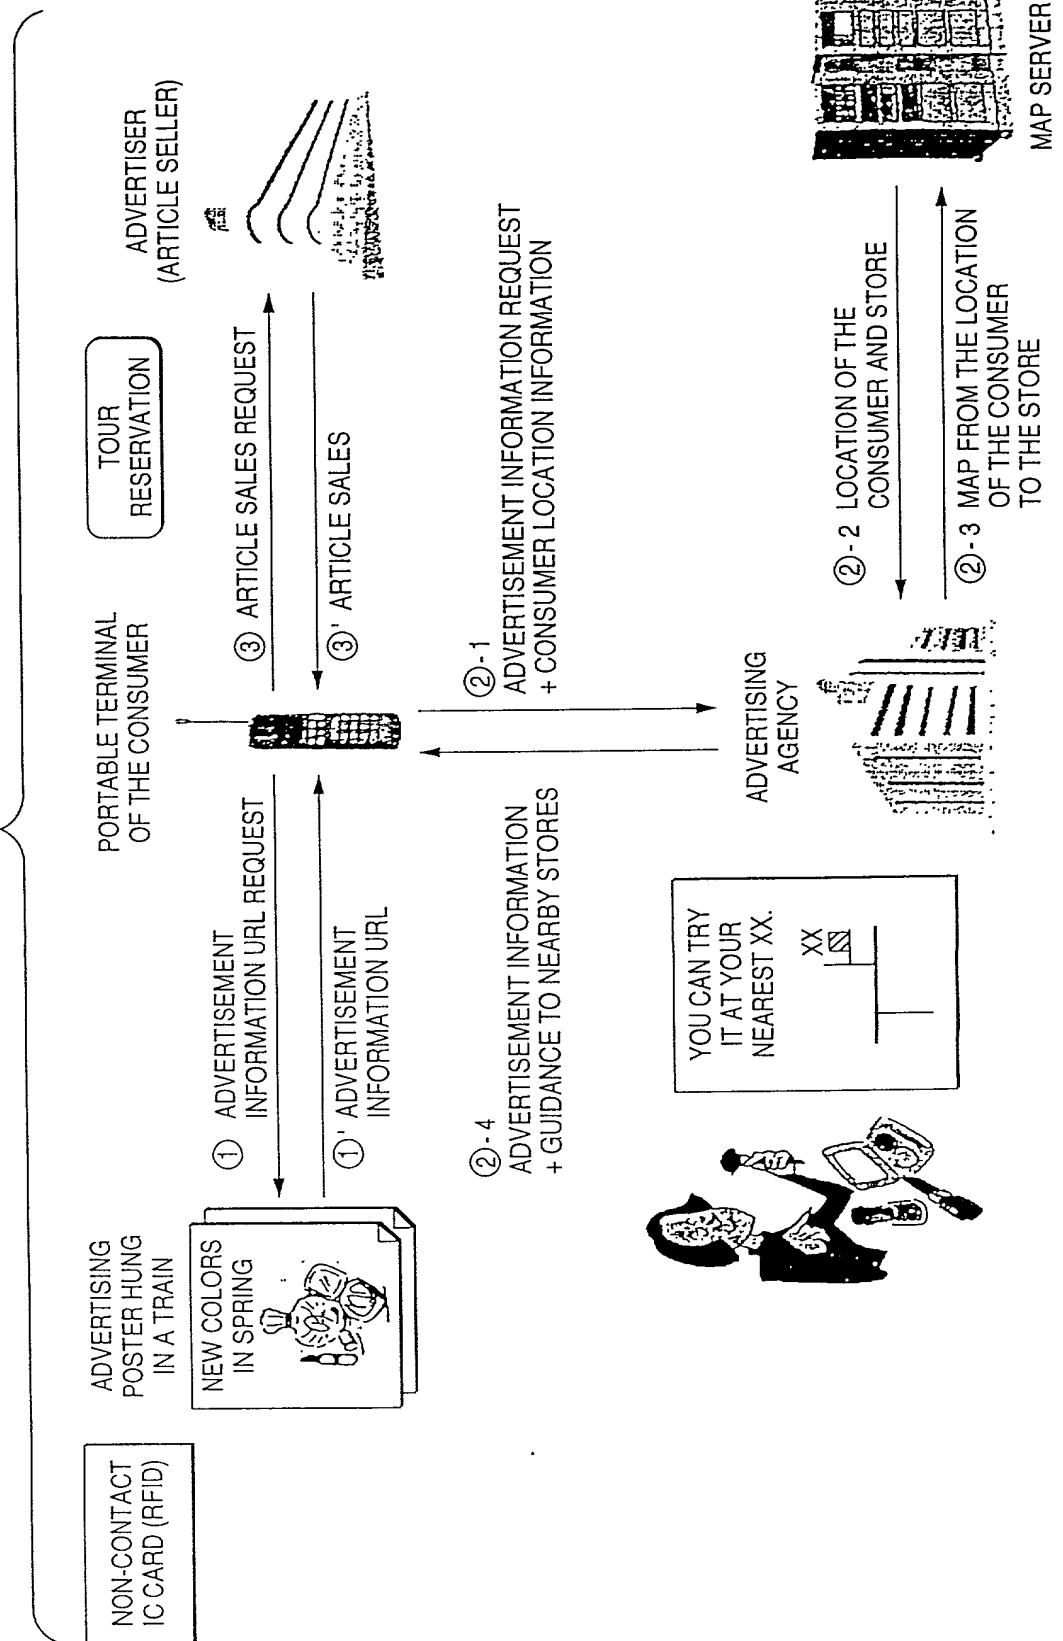 NON-CONTACT
IC CARD (RFID)
ADVERTISING
POSTER HUNG
IN A TRAIN
NEW COLORS
IN SPRING
① ADVERTISEMENT
INFORMATION URL REQUEST
①' ADVERTISEMENT
INFORMATION URL
PORTABLE TERMINAL
OF THE CONSUMER
TOUR
RESERVATION
③ ARTICLE SALES REQUEST
③' ARTICLE SALES
ADVERTISER
(ARTICLE SELLER)
②-4
ADVERTISEMENT INFORMATION
+ GUIDANCE TO NEARBY STORES
②-1
ADVERTISEMENT INFORMATION REQUEST
+ CONSUMER LOCATION INFORMATION
YOU CAN TRY
IT AT YOUR
NEAREST XX.
XX
ADVERTISING
AGENCY
②-2 LOCATION OF THE
CONSUMER AND STORE
②-3 MAP FROM THE LOCATION
OF THE CONSUMER
TO THE STORE
MAP SERVER